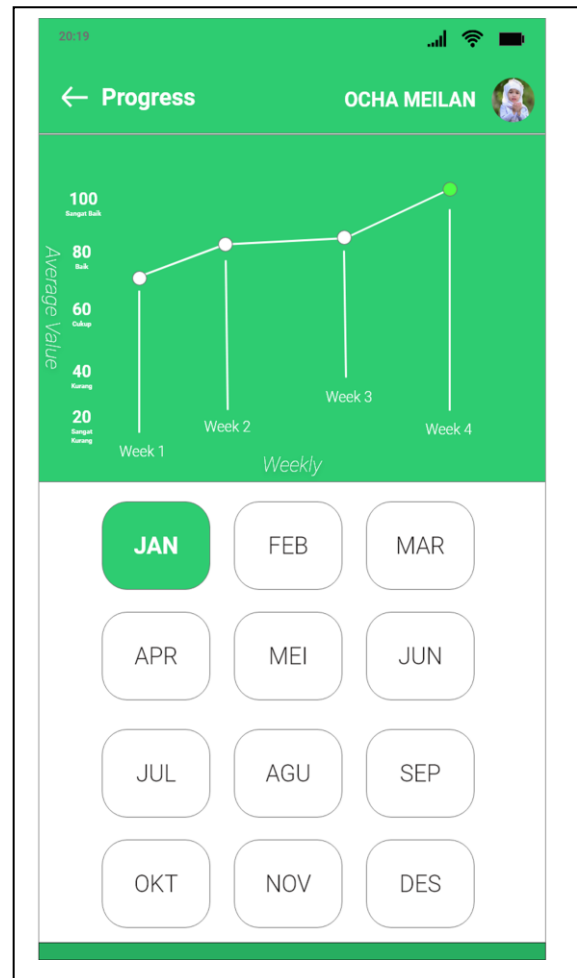 20:19
Progress
OCHA MEILAN
100
Sangat Baik
80
Baik
60
Cukup
40
Kurang
20
Sangat
Kurang
Average Value
Week 1
Week 2
Week 3
Week 4
Weekly
JAN
FEB
MAR
APR
MEI
JUN
JUL
AGU
SEP
OKT
NOV
DES